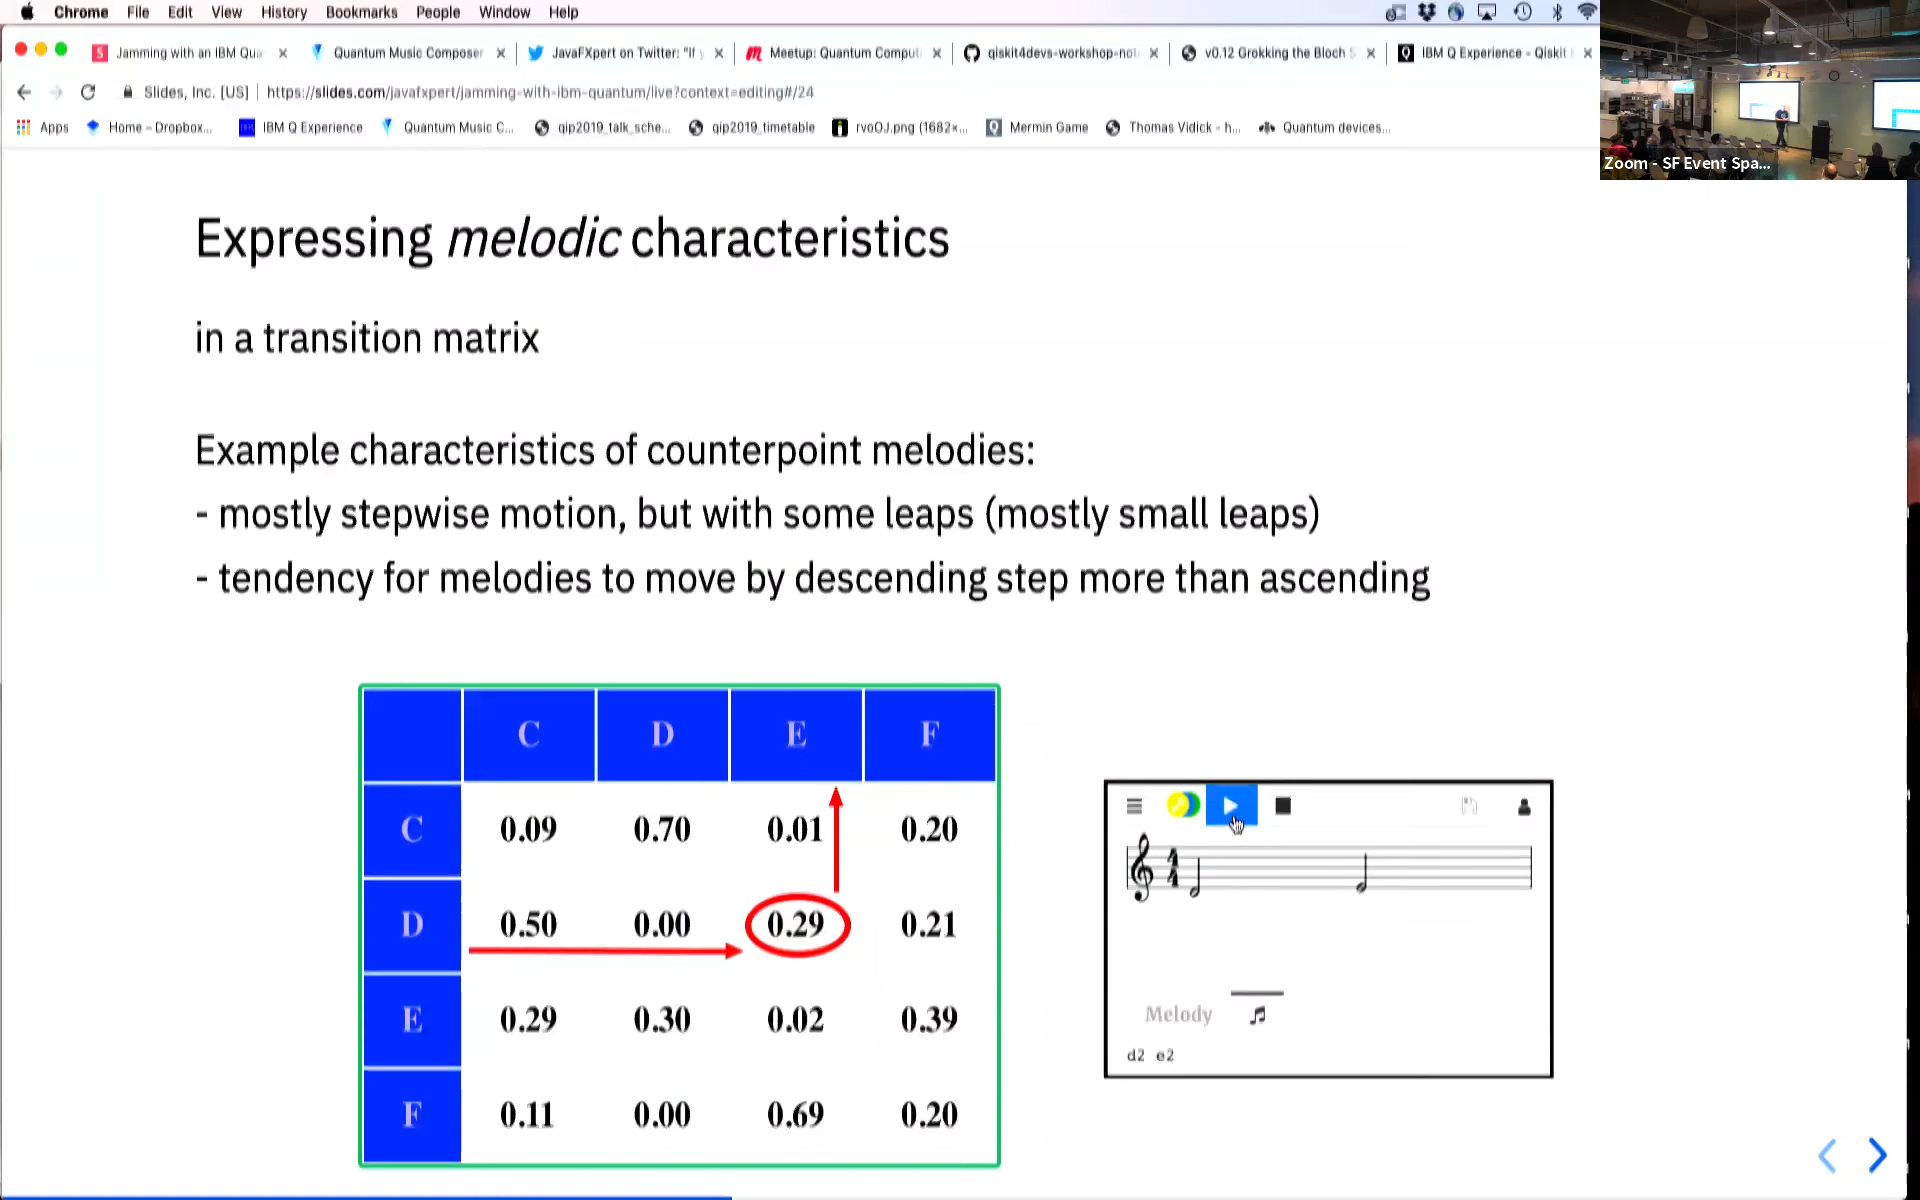 Chrome File Edit View History Bookmarks People Window Help
Jamming with an IBM Qua Quantum Music Composer JavaFXpert on Twitter: "If y Meetup: Quantum Computi qiskit4devs-workshop-not v0.12 Grokking the Bloch S IBM Q Experience - Qiskit
Slides, Inc. [US] https://slides.com/javafxpert/jamming-with-ibm-quantum/live?context=editing#/24
Apps Home - Dropbox... IBM Q Experience Quantum Music C... qip2019_talk_sche... qip2019_timetable rvoOJ.png (1682×... Mermin Game Thomas Vidick - h... Quantum devices...
Zoom - SF Event Spa...
Expressing melodic characteristics
in a transition matrix
Example characteristics of counterpoint melodies:
- mostly stepwise motion, but with some leaps (mostly small leaps)
- tendency for melodies to move by descending step more than ascending
C D E F
C 0.09 0.70 0.01 0.20
D 0.50 0.00 0.29 0.21
E 0.29 0.30 0.02 0.39
F 0.11 0.00 0.69 0.20
4
4
Melody
d2 e2